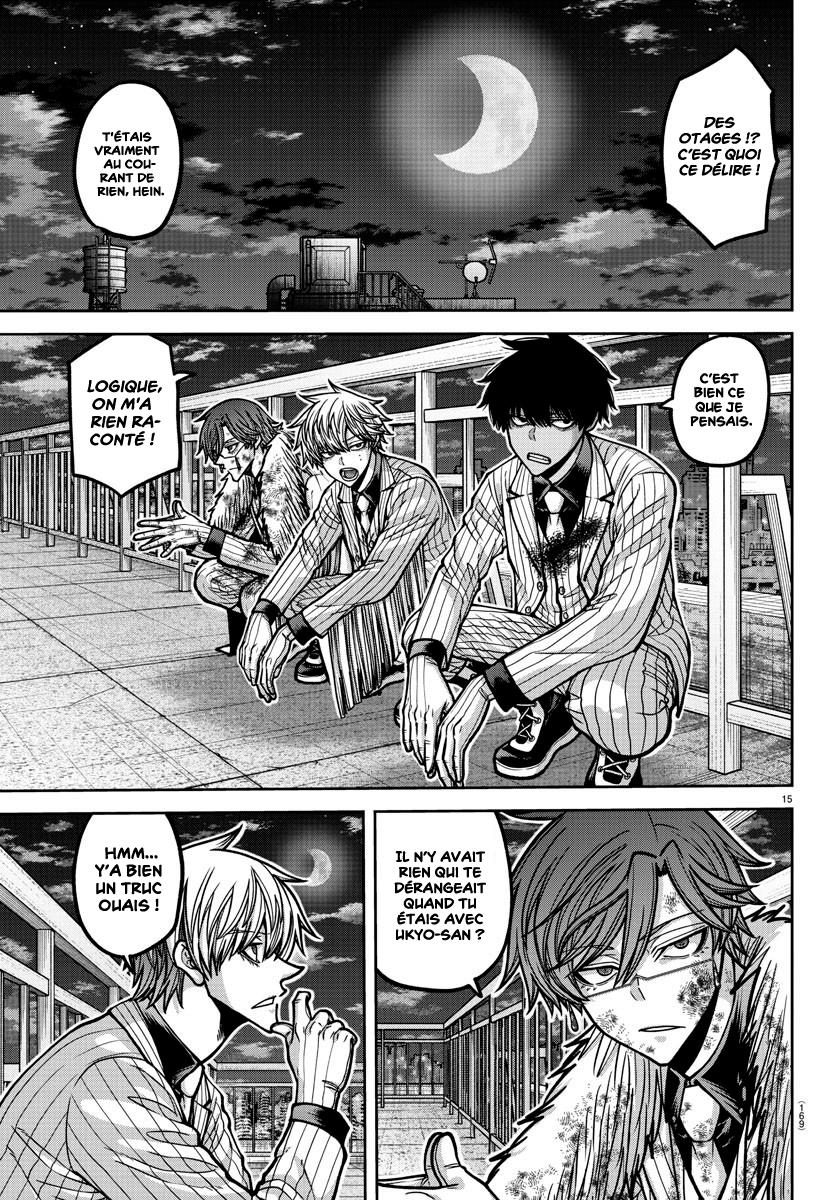 DES
OTAGES !?
C'EST QUOI
CE DÉLIRE !
T'ÉTAIS
VRAIMENT
AU COU-
RANT DE
RIEN, HEIN.
C'EST
BIEN CE
QUE JE
PENSAIS.
LOGIQUE,
ON M'A
RIEN RA-
CONTÉ !
15
IL N'Y AVAIT
RIEN QUI TE
DÉRANGEAIT
QUAND TU
ÉTAIS AVEC
UKYO-SAN ?
HMM...
Y'A BIEN
UN TRUC
OUAIS !
(169)